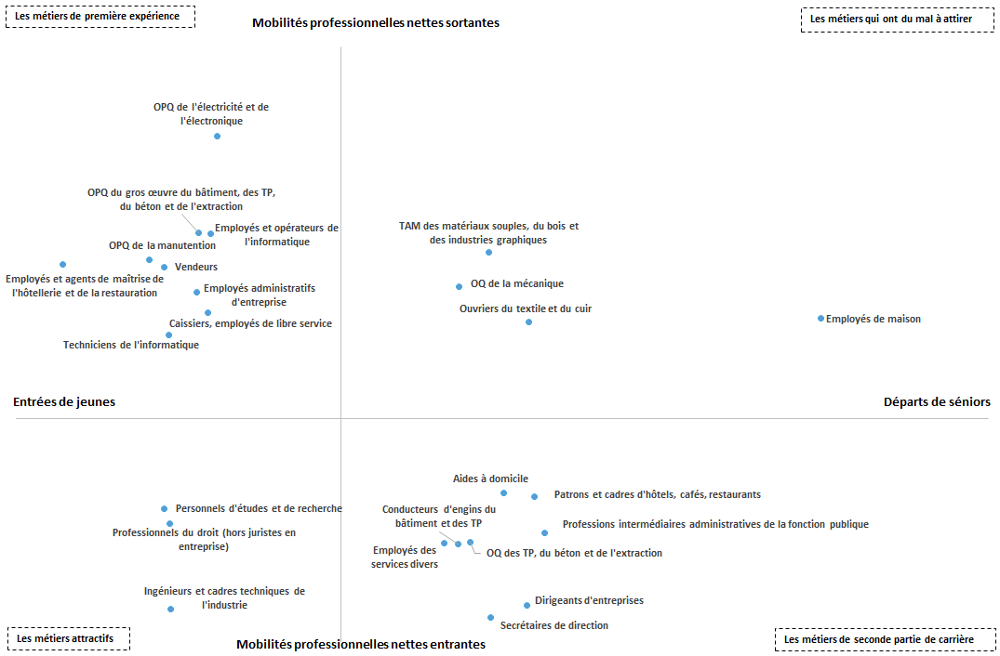 Les métiers de première expérience
Mobilités professionnelles nettes sortantes
Les métiers qui ont du mal à attirer
OPQ de l'électricité et de
l'électronique
OPQ du gros œuvre du bâtiment, des TP,
du béton et de l'extraction
Employés et opérateurs de
l'informatique
OPQ de la manutention
Vendeurs
Employés et agents de maîtrise de
l'hôtellerie et de la restauration
Employés administratifs
d'entreprise
Caissiers, employés de libre service
Techniciens de l'informatique
TAM des matériaux souples, du bois et
des industries graphiques
OQ de la mécanique
Ouvriers du textile et du cuir
Employés de maison
Entrées de jeunes
Départs de séniors
Personnels d'études et de recherche
Professionnels du droit (hors juristes en
entreprise)
Ingénieurs et cadres techniques de
l'industrie
Aides à domicile
Patrons et cadres d'hôtels, cafés, restaurants
Conducteurs d'engins du
bâtiment et des TP
Professions intermédiaires administratives de la fonction publique
Employés des
services divers
OQ des TP, du béton et de l'extraction
Dirigeants d'entreprises
Secrétaires de direction
Les métiers attractifs
Mobilités professionnelles nettes entrantes
Les métiers de seconde partie de carrière